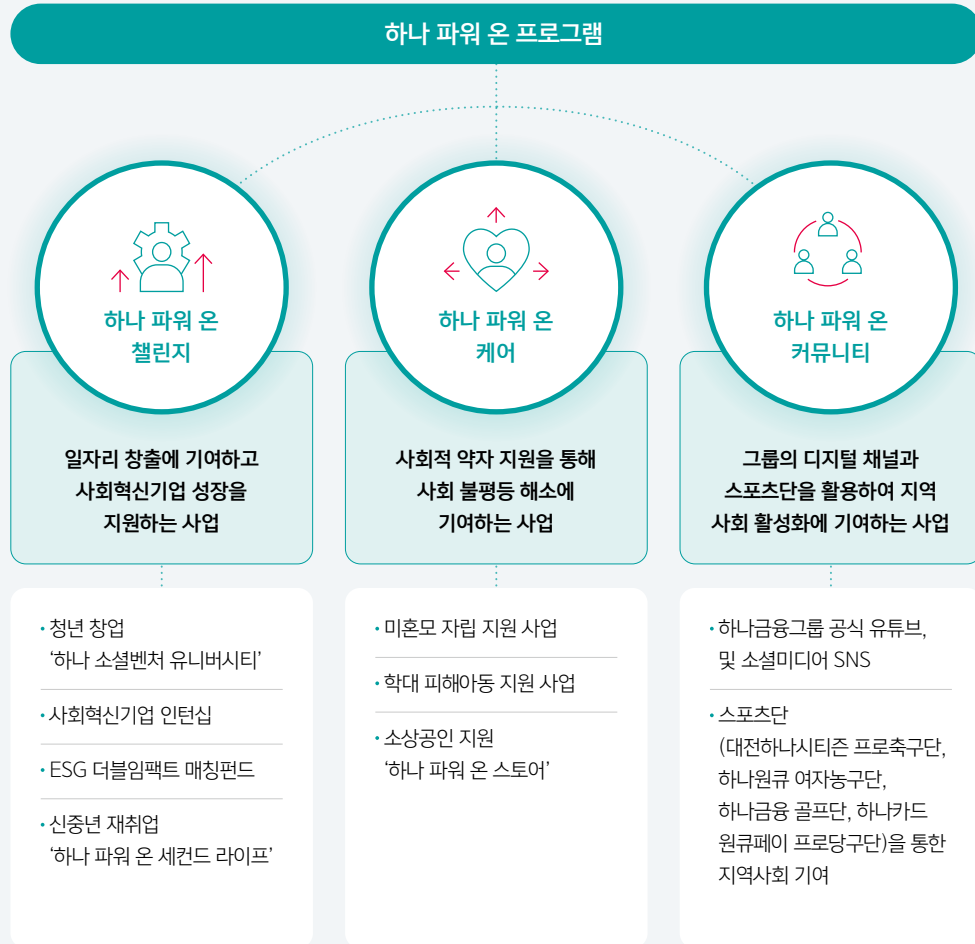 하나 파워 온 프로그램
하나 파워 온
챌린지
일자리 창출에 기여하고
사회혁신기업 성장을
지원하는 사업
• 청년 창업
‘하나 소셜벤처 유니버시티’
• 사회혁신기업 인턴십
• ESG 더블임팩트 매칭펀드
• 신중년 재취업
‘하나 파워 온 세컨드 라이프’
하나 파워 온
케어
사회적 약자 지원을 통해
사회 불평등 해소에
기여하는 사업
• 미혼모 자립 지원 사업
• 학대 피해아동 지원 사업
• 소상공인 지원
‘하나 파워 온 스토어’
하나 파워 온
커뮤니티
그룹의 디지털 채널과
스포츠단을 활용하여 지역
사회 활성화에 기여하는 사업
• 하나금융그룹 공식 유튜브,
및 소셜미디어 SNS
• 스포츠단
(대전하나시티즌 프로축구단,
하나원큐 여자농구단,
하나금융 골프단, 하나카드
원큐페이 프로당구단)을 통한
지역사회 기여